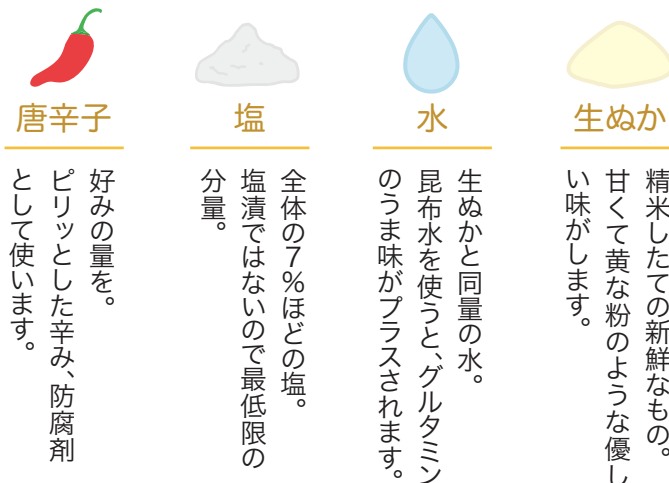 生ぬか
精米したての新鮮なもの。
甘くて黄な粉のような優し
い味がします。
水
生ぬかと同量の水。
昆布水を使うと、グルタミン
のうま味がプラスされます。
塩
全体の7%ほどの塩。
塩漬ではないので最低限の
分量。
唐辛子
好みの量を。
ピリッとした辛み、防腐剤
として使います。